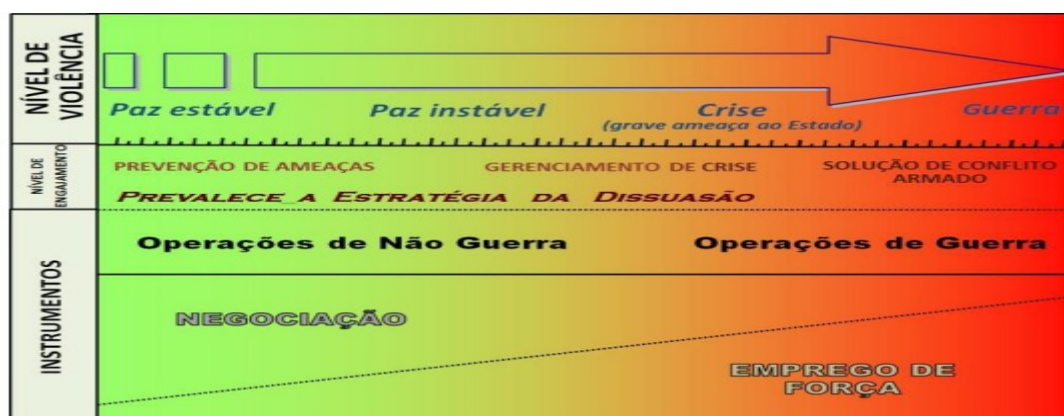 NÍVEL DE
VIOLÊNCIA
Paz estável
Paz instável
Crise
(grave ameaça ao Estado)
Guerra
NÍVEL DE
ENGAJAMENTO
PREVENÇÃO DE AMEAÇAS
GERENCIAMENTO DE CRISE
SOLUÇÃO DE CONFLITO
ARMADO
PREVALECE A ESTRATÉGIA DA DISSUASÃO
INSTRUMENTOS
Operações de Não Guerra
Operações de Guerra
NEGOCIAÇÃO
EMPREGO DE
FORÇA